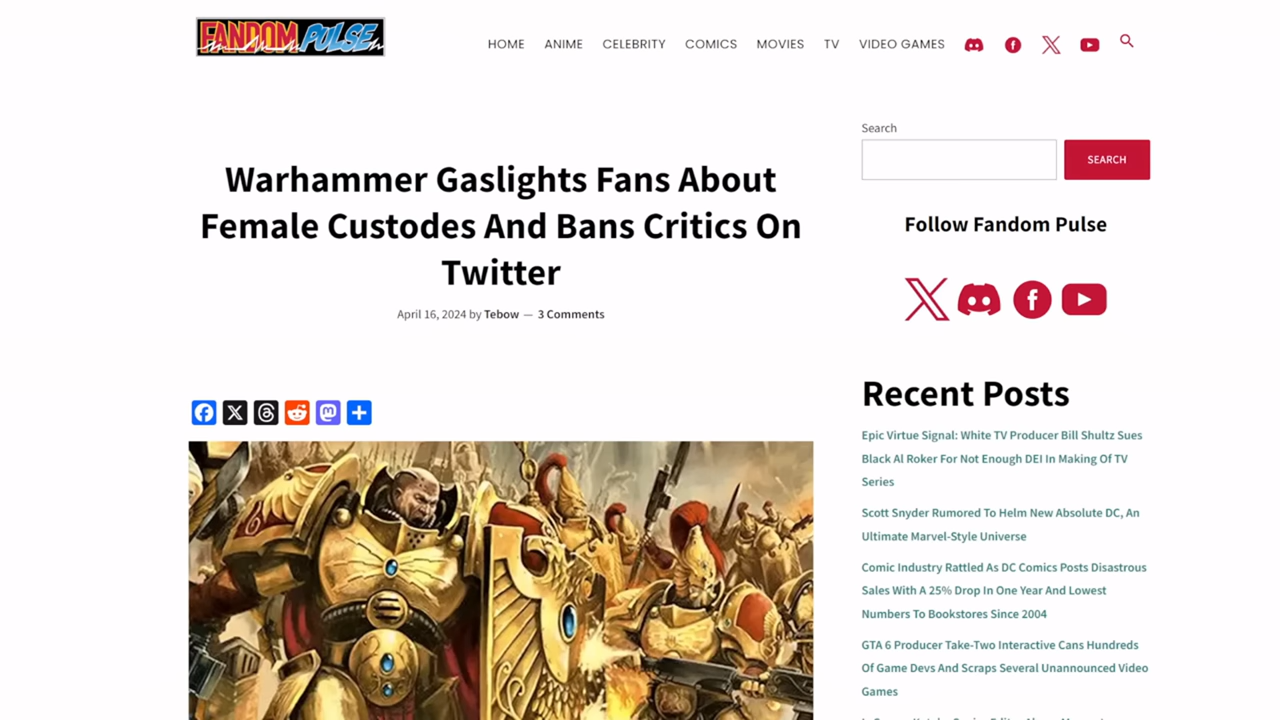 FANDOM PULSE
HOME ANIME CELEBRITY COMICS MOVIES TV VIDEO GAMES
Warhammer Gaslights Fans About
Female Custodes And Bans Critics On
Twitter
April 16, 2024 by Tebow — 3 Comments
Search
SEARCH
Follow Fandom Pulse
Recent Posts
Epic Virtue Signal: White TV Producer Bill Shultz Sues
Black Al Roker For Not Enough DEI In Making Of TV
Series
Scott Snyder Rumored To Helm New Absolute DC, An
Ultimate Marvel-Style Universe
Comic Industry Rattled As DC Comics Posts Disastrous
Sales With A 25% Drop In One Year And Lowest
Numbers To Bookstores Since 2004
GTA 6 Producer Take-Two Interactive Cans Hundreds
Of Game Devs And Scraps Several Unannounced Video
Games